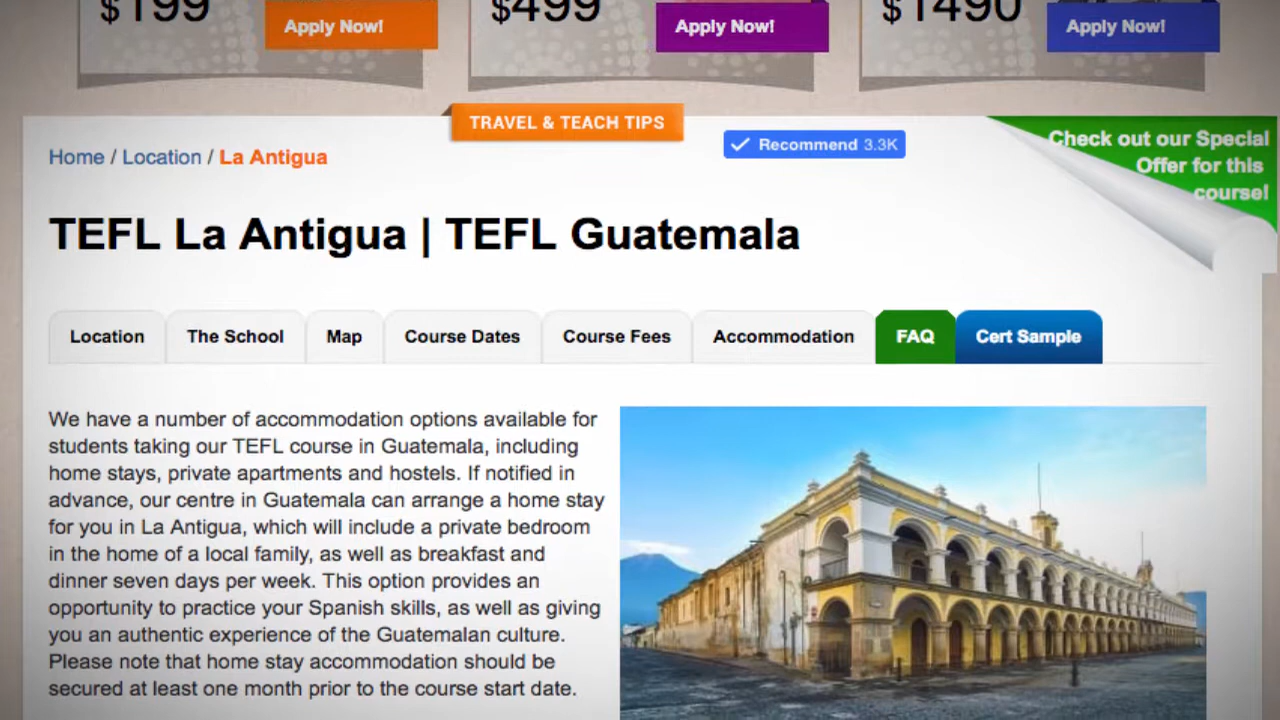 $199
Apply Now!
$499
Apply Now!
$1490
Apply Now!
TRAVEL & TEACH TIPS
Home / Location / La Antigua
Recommend 3.3K
Check out our Special
Offer for this
course!
TEFL La Antigua | TEFL Guatemala
Location
The School
Map
Course Dates
Course Fees
Accommodation
FAQ
Cert Sample
We have a number of accommodation options available for
students taking our TEFL course in Guatemala, including
home stays, private apartments and hostels. If notified in
advance, our centre in Guatemala can arrange a home stay
for you in La Antigua, which will include a private bedroom
in the home of a local family, as well as breakfast and
dinner seven days per week. This option provides an
opportunity to practice your Spanish skills, as well as giving
you an authentic experience of the Guatemalan culture.
Please note that home stay accommodation should be
secured at least one month prior to the course start date.